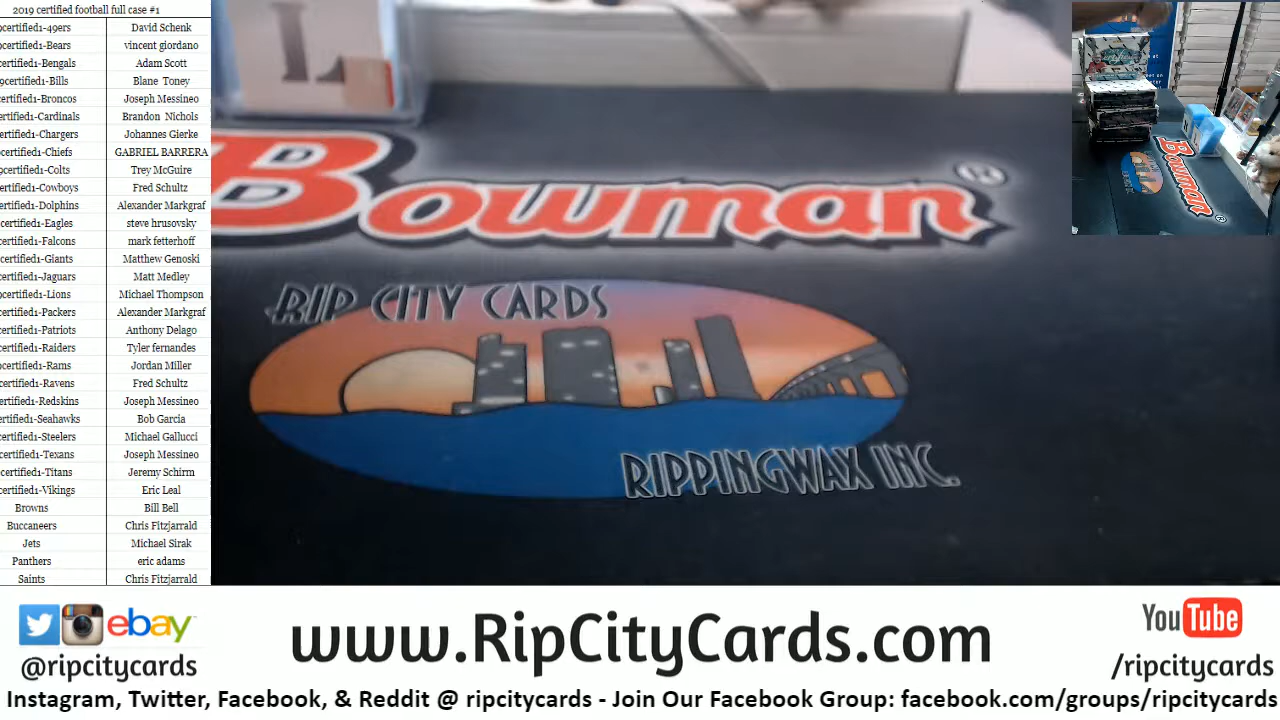 2019 certified football full case #1
certified1-49ers David Schenk
certified1-Bears vincent giordano
certified1-Bengals Adam Scott
certified1-Bills Blane Toney
certified1-Broncos Joseph Messineo
certified1-Cardinals Brandon Nichols
certified1-Chargers Johannes Gierke
certified1-Chiefs GABRIEL BARRERA
certified1-Colts Trey McGuire
certified1-Cowboys Fred Schultz
ertified1-Dolphins Alexander Markgraf
certified1-Eagles steve hrusovsky
certified1-Falcons mark fetterhoff
certified1-Giants Matthew Genoski
certified1-Jaguars Matt Medley
certified1-Lions Michael Thompson
certified1-Packers Alexander Markgraf
certified1-Patriots Anthony Delago
certified1-Raiders Tyler fernandes
certified1-Rams Jordan Miller
certified1-Ravens Fred Schultz
ertified1-Redskins Joseph Messineo
ertified1-Seahawks Bob Garcia
certified1-Steelers Michael Gallucci
certified1-Texans Joseph Messineo
certified1-Titans Jeremy Schirm
certified1-Vikings Eric Leal
Browns Bill Bell
Buccaneers Chris Fitzjarrald
Jets Michael Sirak
Panthers eric adams
Saints Chris Fitzjarrald
L
Bowman®
RIP CITY CARDS
RIPPINGWAX INC.
Bowman®
ebay
@ripcitycards
www.RipCityCards.com
YouTube
/ripcitycards
Instagram, Twitter, Facebook, & Reddit @ ripcitycards - Join Our Facebook Group: facebook.com/groups/ripcitycards